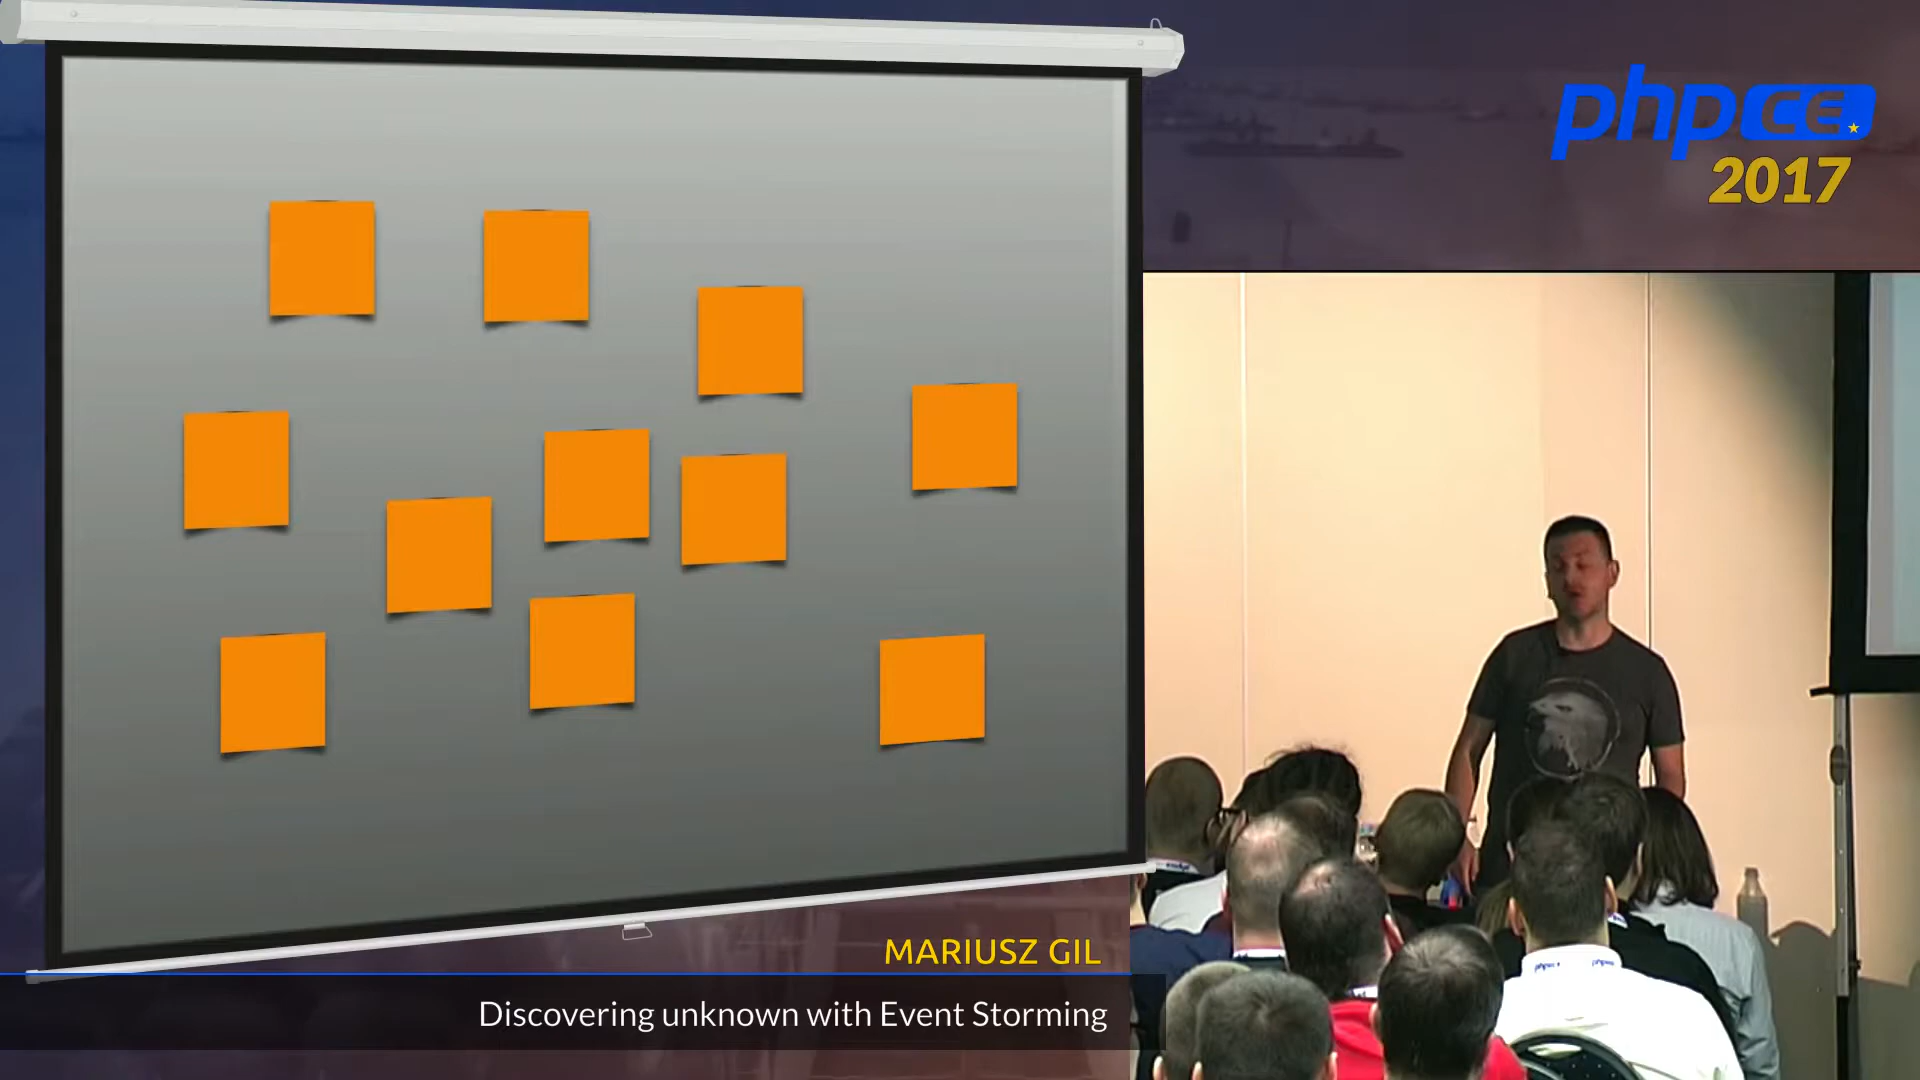 phpCE
2017
MARIUSZ GIL
Discovering unknown with Event Storming